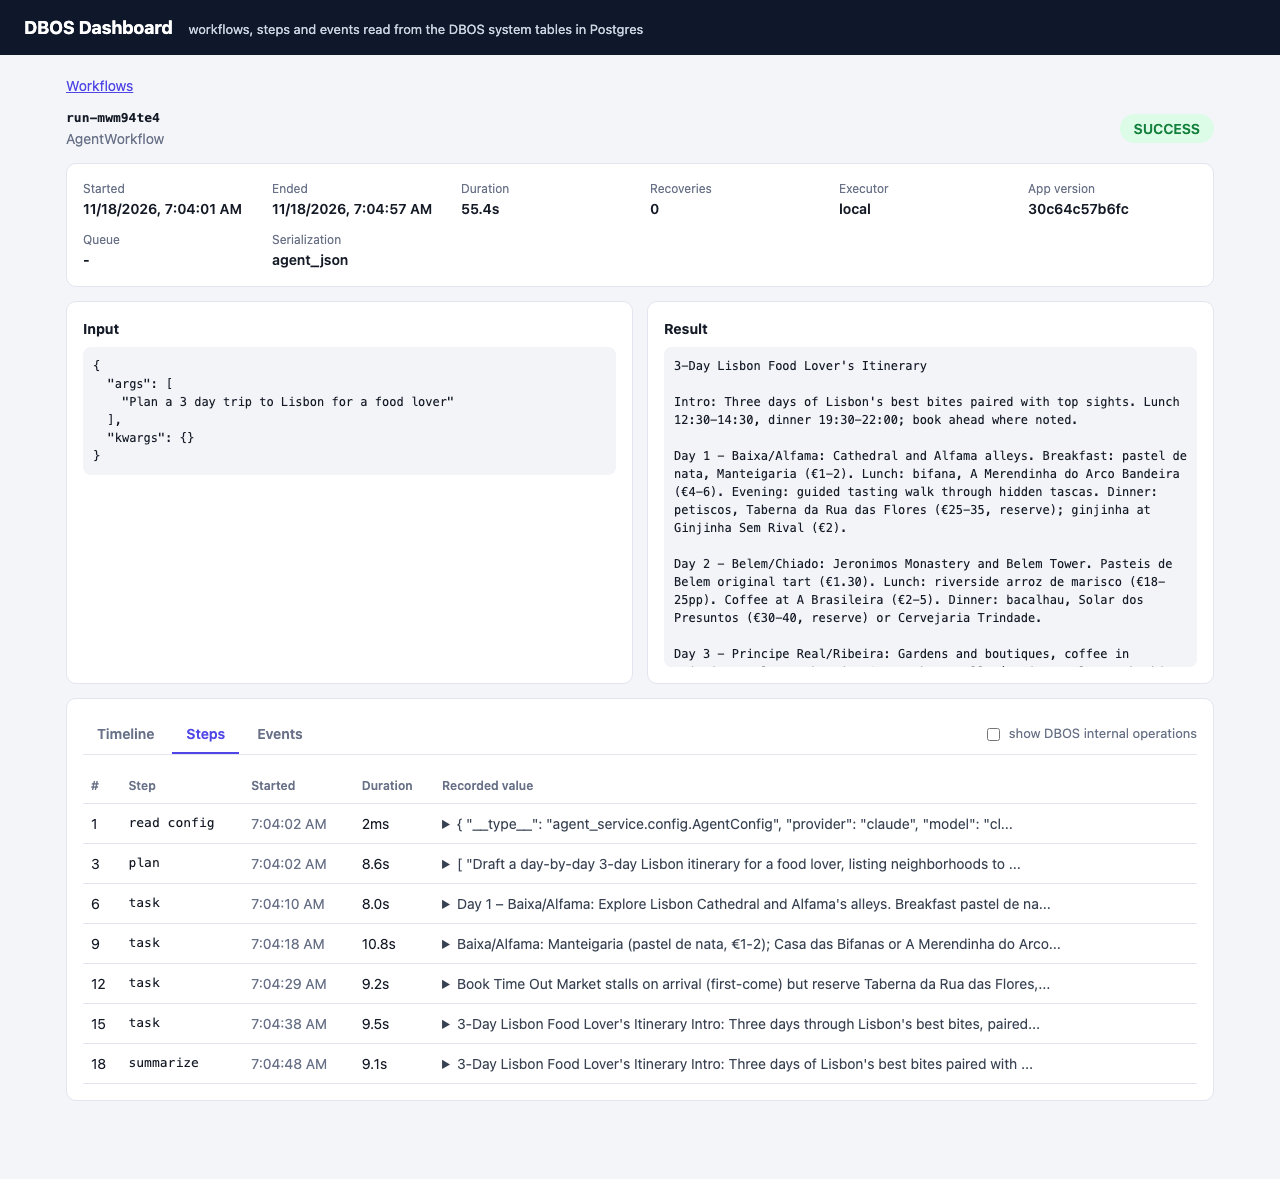 DBOS Dashboard workflows, steps and events read from the DBOS system tables in Postgres
Workflows
run-mwm94te4
AgentWorkflow
SUCCESS
Started Ended Duration Recoveries Executor App version
11/18/2026, 7:04:01 AM 11/18/2026, 7:04:57 AM 55.4s 0 local 30c64c57b6fc
Queue Serialization
- agent_json
Input
{
"args": [
"Plan a 3 day trip to Lisbon for a food lover"
],
"kwargs": {}
}
Result
3-Day Lisbon Food Lover's Itinerary
Intro: Three days of Lisbon's best bites paired with top sights. Lunch
12:30-14:30, dinner 19:30-22:00; book ahead where noted.
Day 1 - Baixa/Alfama: Cathedral and Alfama alleys. Breakfast: pastel de
nata, Manteigaria (€1-2). Lunch: bifana, A Merendinha do Arco Bandeira
(€4-6). Evening: guided tasting walk through hidden tascas. Dinner:
petiscos, Taberna da Rua das Flores (€25-35, reserve); ginjinha at
Ginjinha Sem Rival (€2).
Day 2 - Belem/Chiado: Jeronimos Monastery and Belem Tower. Pasteis de
Belem original tart (€1.30). Lunch: riverside arroz de marisco (€18-
25pp). Coffee at A Brasileira (€2-5). Dinner: bacalhau, Solar dos
Presuntos (€30-40, reserve) or Cervejaria Trindade.
Day 3 - Principe Real/Ribeira: Gardens and boutiques, coffee in
Timeline Steps Events show DBOS internal operations
# Step Started Duration Recorded value
1 read config 7:04:02 AM 2ms ▶ { "__type__": "agent_service.config.AgentConfig", "provider": "claude", "model": "cl...
3 plan 7:04:02 AM 8.6s ▶ [ "Draft a day-by-day 3-day Lisbon itinerary for a food lover, listing neighborhoods to ...
6 task 7:04:10 AM 8.0s ▶ Day 1 – Baixa/Alfama: Explore Lisbon Cathedral and Alfama's alleys. Breakfast pastel de na...
9 task 7:04:18 AM 10.8s ▶ Baixa/Alfama: Manteigaria (pastel de nata, €1-2); Casa das Bifanas or A Merendinha do Arco...
12 task 7:04:29 AM 9.2s ▶ Book Time Out Market stalls on arrival (first-come) but reserve Taberna da Rua das Flores,...
15 task 7:04:38 AM 9.5s ▶ 3-Day Lisbon Food Lover's Itinerary Intro: Three days through Lisbon's best bites, paired...
18 summarize 7:04:48 AM 9.1s ▶ 3-Day Lisbon Food Lover's Itinerary Intro: Three days of Lisbon's best bites paired with ...